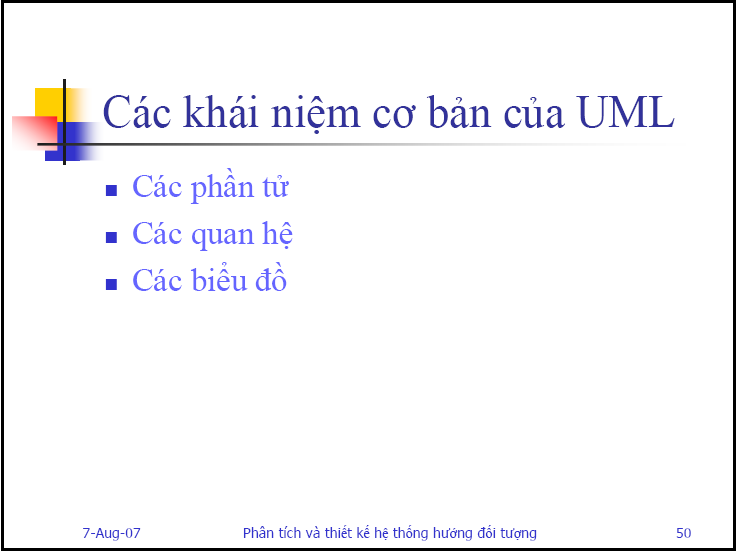 Các khái niệm cơ bản của UML
Các phần tử
Các quan hệ
Các biểu đồ
7-Aug-07 Phân tích và thiết kế hệ thống hướng đối tượng 50